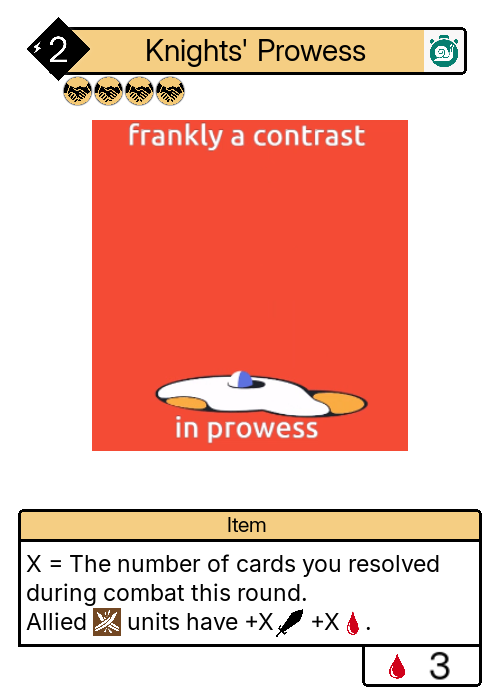 2
Knights' Prowess
frankly a contrast
in prowess
Item
X = The number of cards you resolved
during combat this round.
Allied units have +X +X .
3